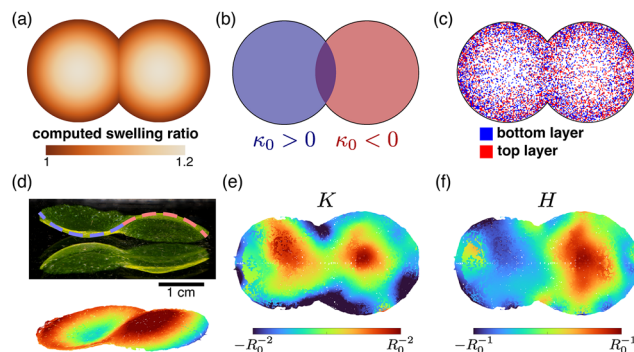 (a)
(b)
(c)
computed swelling ratio
1
1.2
κ₀ > 0
κ₀ < 0
bottom layer
top layer
(d)
(e)
K
(f)
H
1 cm
−R₀⁻²
R₀⁻²
−R₀⁻¹
R₀⁻¹